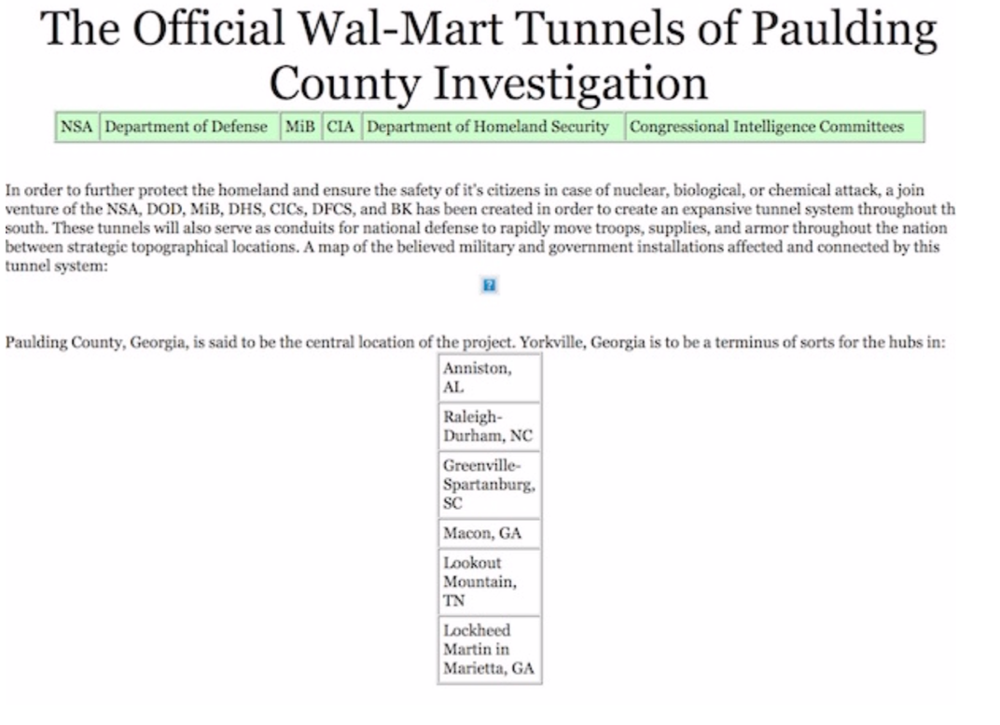 The Official Wal-Mart Tunnels of Paulding
County Investigation
NSA Department of Defense MiB CIA Department of Homeland Security Congressional Intelligence Committees
In order to further protect the homeland and ensure the safety of it's citizens in case of nuclear, biological, or chemical attack, a join
venture of the NSA, DOD, MiB, DHS, CICs, DFCS, and BK has been created in order to create an expansive tunnel system throughout th
south. These tunnels will also serve as conduits for national defense to rapidly move troops, supplies, and armor throughout the nation
between strategic topographical locations. A map of the believed military and government installations affected and connected by this
tunnel system:
?
Paulding County, Georgia, is said to be the central location of the project. Yorkville, Georgia is to be a terminus of sorts for the hubs in:
Anniston,
AL
Raleigh-
Durham, NC
Greenville-
Spartanburg,
SC
Macon, GA
Lookout
Mountain,
TN
Lockheed
Martin in
Marietta, GA